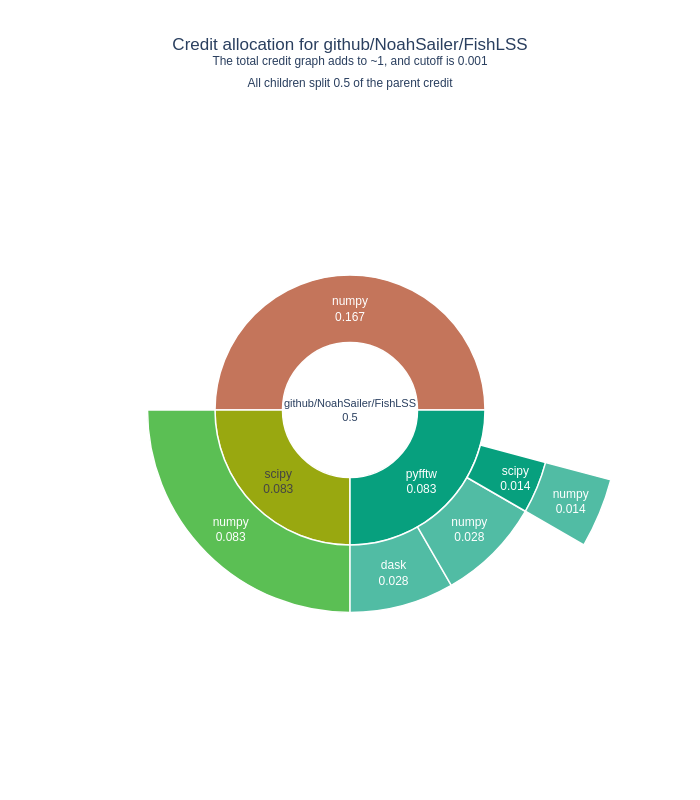 Credit allocation for github/NoahSailer/FishLSS
The total credit graph adds to ~1, and cutoff is 0.001
All children split 0.5 of the parent credit
numpy
0.167
github/NoahSailer/FishLSS
0.5
scipy
0.083
pyfftw
0.083
scipy
0.014
numpy
0.014
numpy
0.083
numpy
0.028
dask
0.028